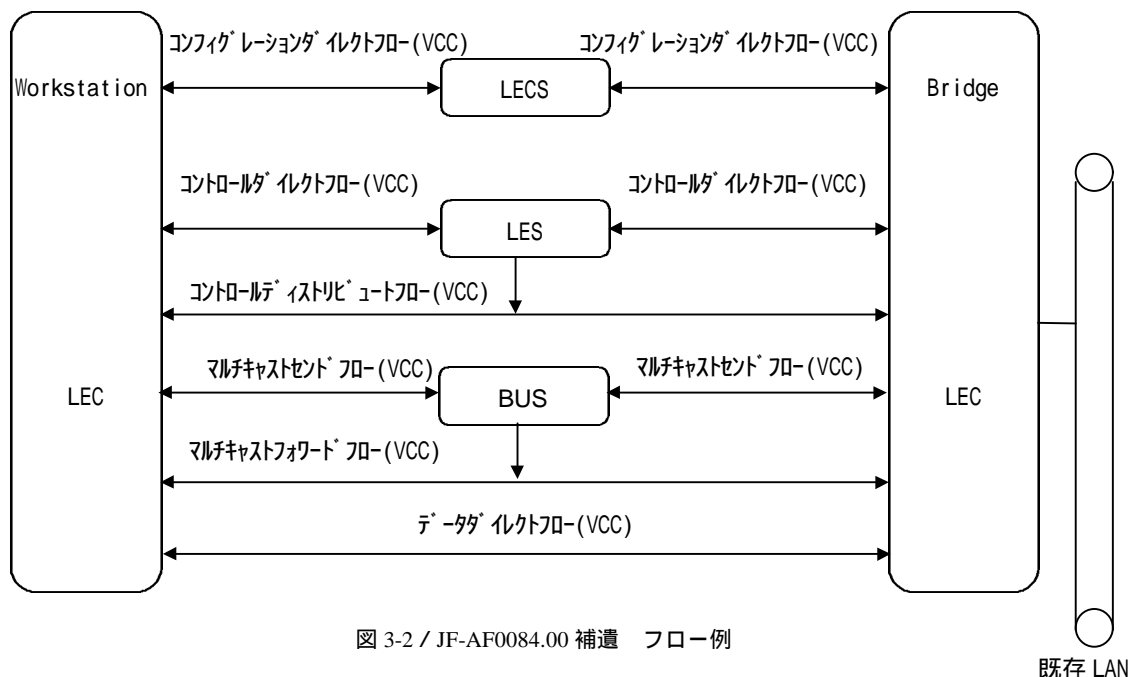 コンフィグレーションダイレクトフロー(VCC)
コンフィグレーションダイレクトフロー(VCC)
Workstation
LECS
Bridge
コントロールダイレクトフロー(VCC)
コントロールダイレクトフロー(VCC)
LES
コントロールディストリビュートフロー(VCC)
マルチキャストセンドフロー(VCC)
マルチキャストセンドフロー(VCC)
LEC
BUS
LEC
マルチキャストフォワードフロー(VCC)
データダイレクトフロー(VCC)
図 3-2 / JF-AF0084.00 補遺 フロー例
既存 LAN